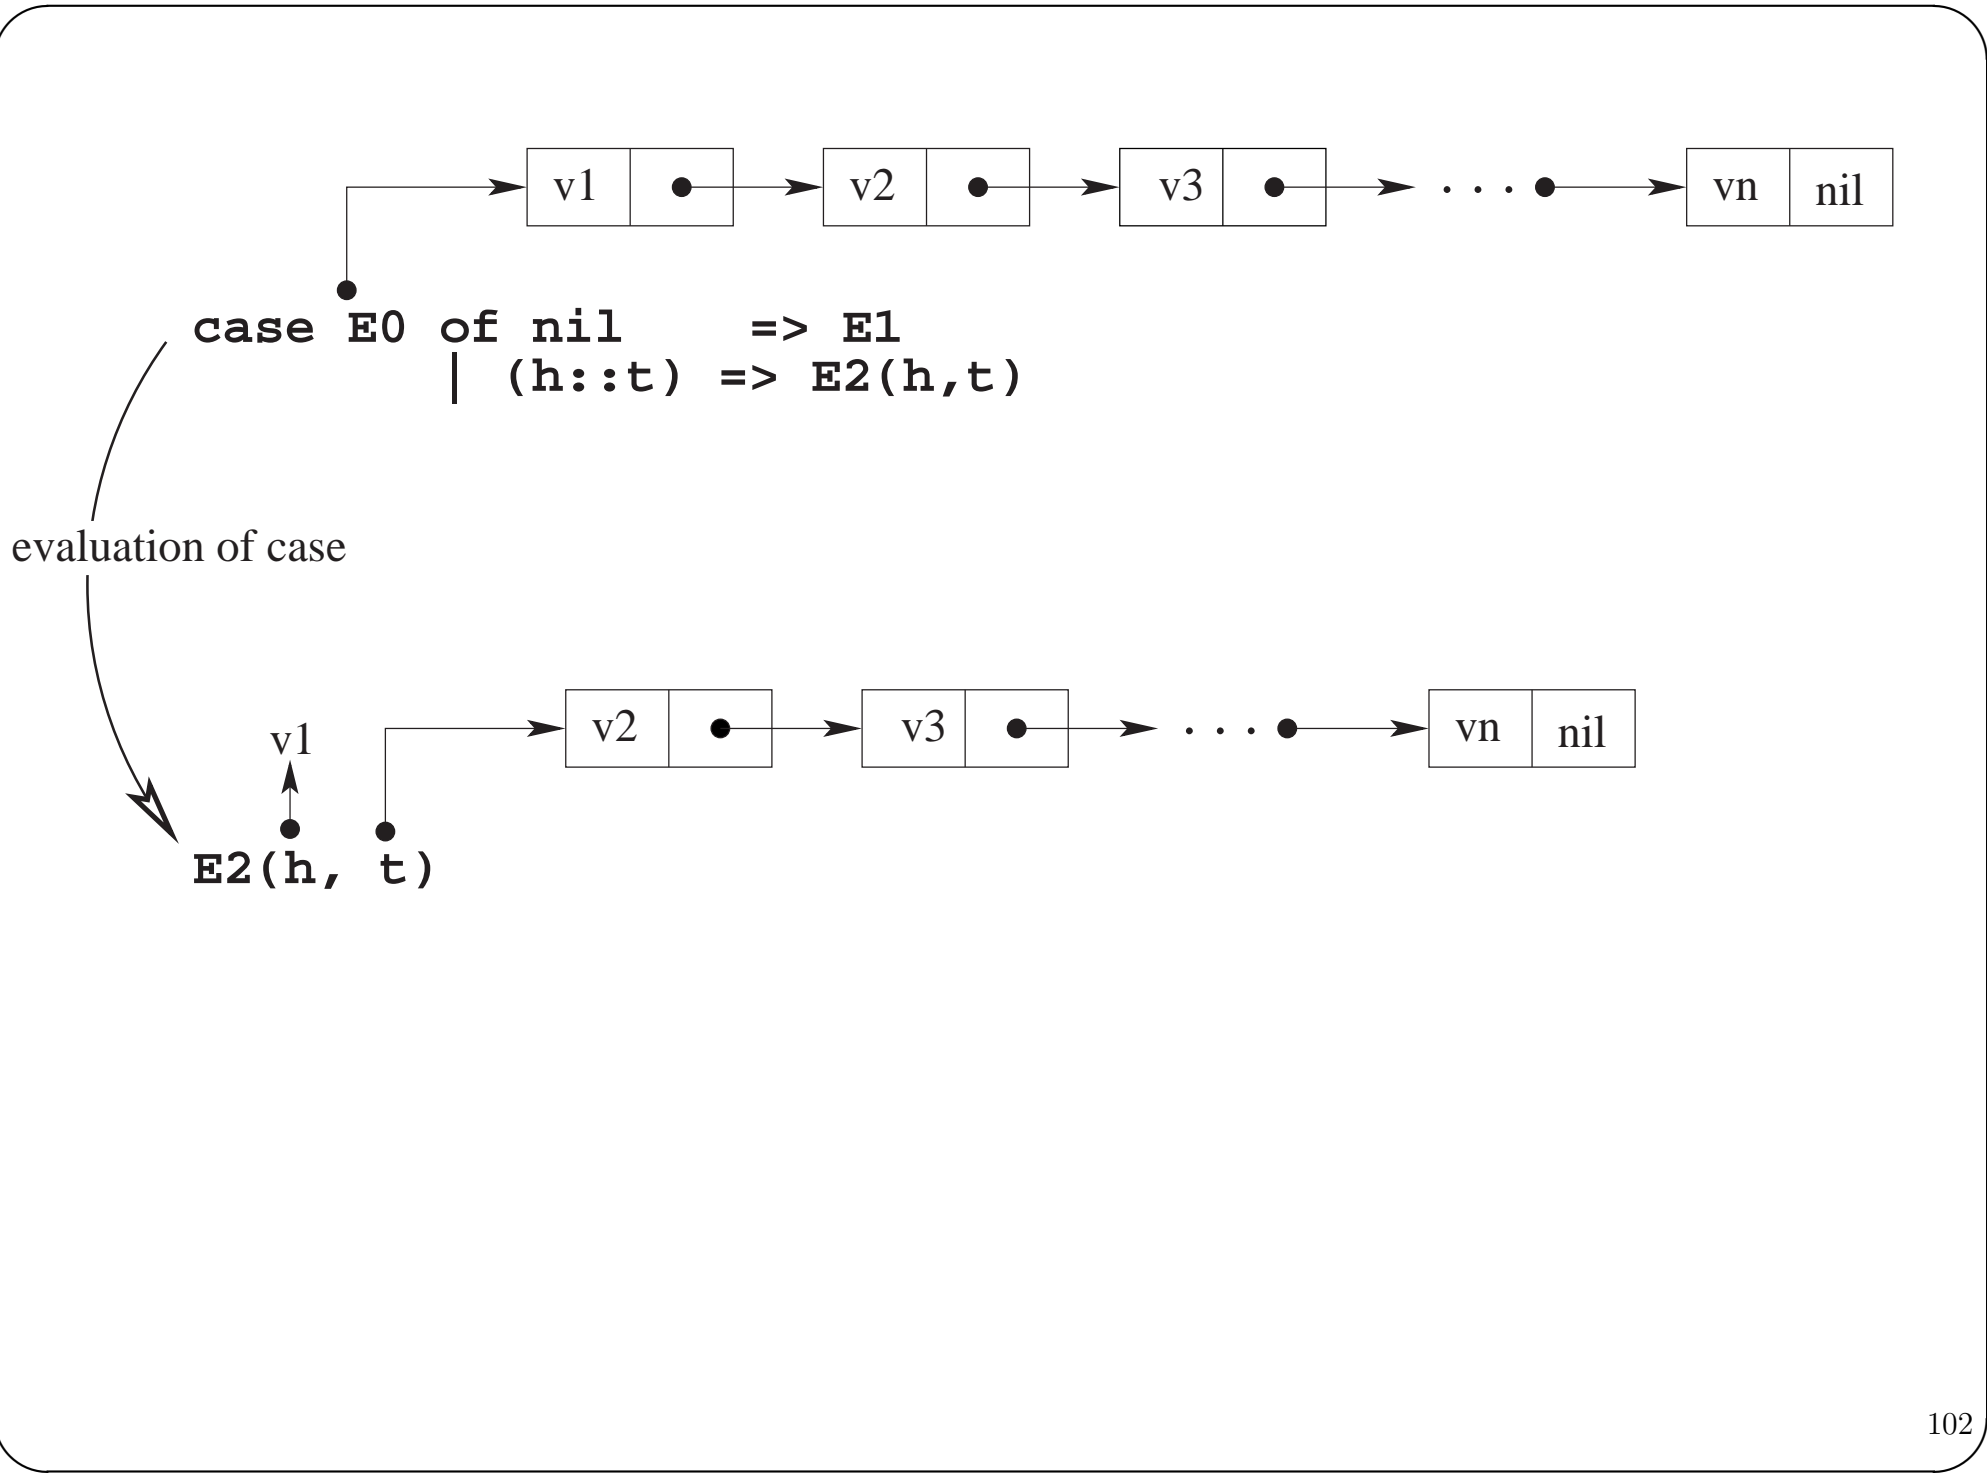 v1 v2 v3 . . . vn nil
case E0 of nil => E1
| (h::t) => E2(h,t)
evaluation of case
v2 v3 . . . vn nil
v1
E2(h, t)
102